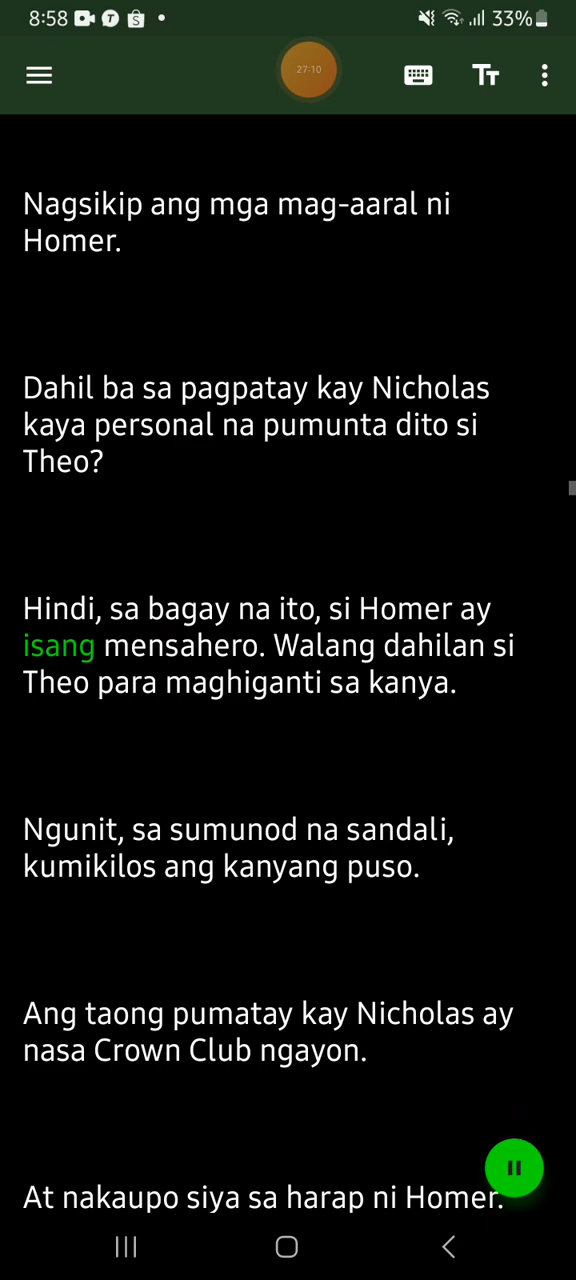 8:58
33%
27:10
Nagsikip ang mga mag-aaral ni
Homer.
Dahil ba sa pagpatay kay Nicholas
kaya personal na pumunta dito si
Theo?
Hindi, sa bagay na ito, si Homer ay
isang mensahero. Walang dahilan si
Theo para maghiganti sa kanya.
Ngunit, sa sumunod na sandali,
kumikilos ang kanyang puso.
Ang taong pumatay kay Nicholas ay
nasa Crown Club ngayon.
At nakaupo siya sa harap ni Homer.